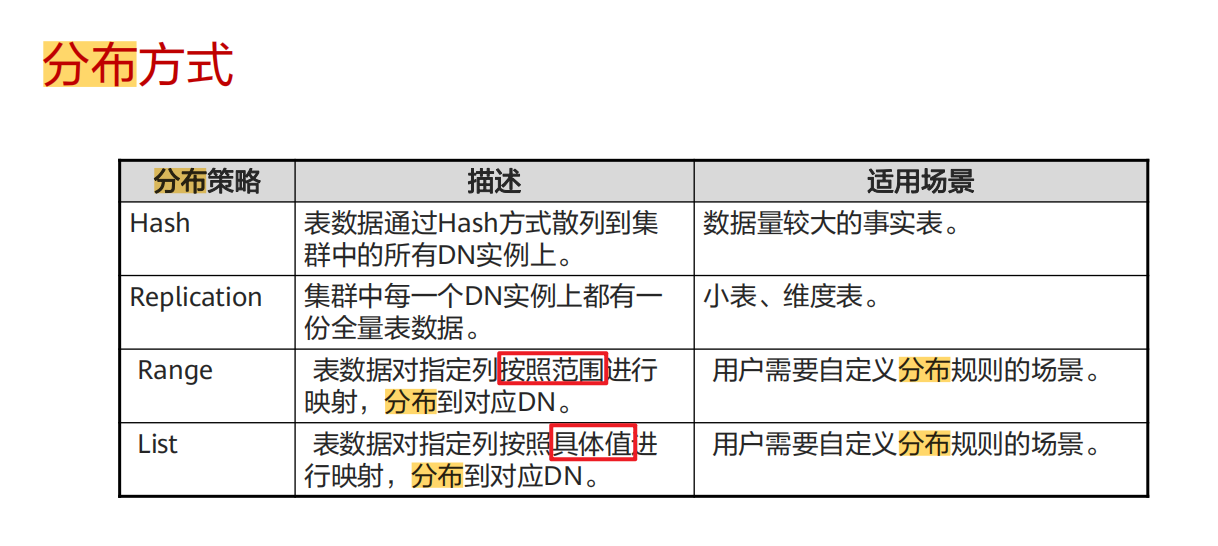 分布方式
分布策略 描述 适用场景
Hash 表数据通过Hash方式散列到集 数据量较大的事实表。
群中的所有DN实例上。
Replication 集群中每一个DN实例上都有一 小表、维度表。
份全量表数据。
Range 表数据对指定列按照范围进行 用户需要自定义分布规则的场景。
映射，分布到对应DN。
List 表数据对指定列按照具体值进 用户需要自定义分布规则的场景。
行映射，分布到对应DN。